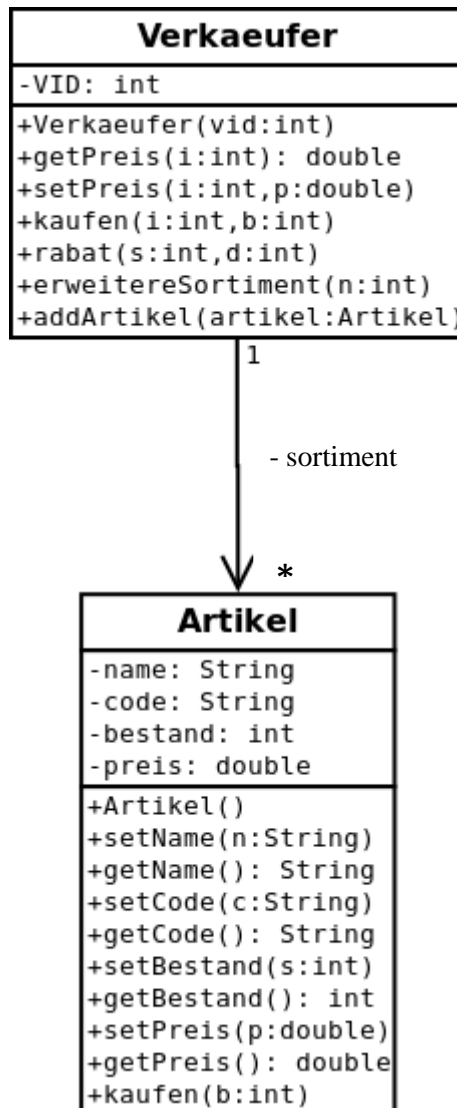 Verkaeufer
-VID: int
+Verkaeufer(vid:int)
+getPreis(i:int): double
+setPreis(i:int,p:double)
+kaufen(i:int,b:int)
+rabat(s:int,d:int)
+erweitereSortiment(n:int)
+addArtikel(artikel:Artikel)
1
- sortiment
*
Artikel
-name: String
-code: String
-bestand: int
-preis: double
+Artikel()
+setName(n:String)
+getName(): String
+setCode(c:String)
+getCode(): String
+setBestand(s:int)
+getBestand(): int
+setPreis(p:double)
+getPreis(): double
+kaufen(b:int)